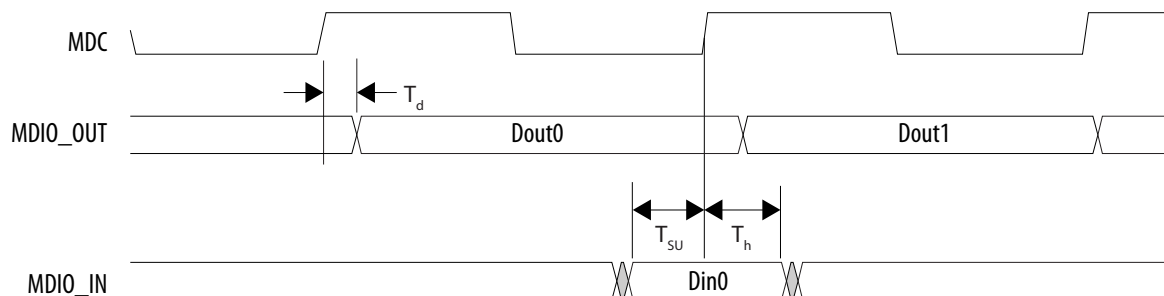 MDC
T_d
MDIO_OUT
Dout0
Dout1
T_SU
T_h
MDIO_IN
Din0